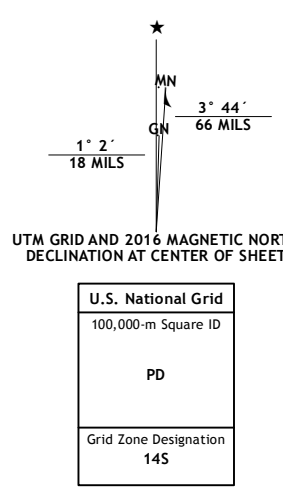 ★
MN
3° 44´
66 MILS
GN
1° 2´
18 MILS
UTM GRID AND 2016 MAGNETIC NORT
DECLINATION AT CENTER OF SHEET
U.S. National Grid
100,000-m Square ID
PD
Grid Zone Designation
14S